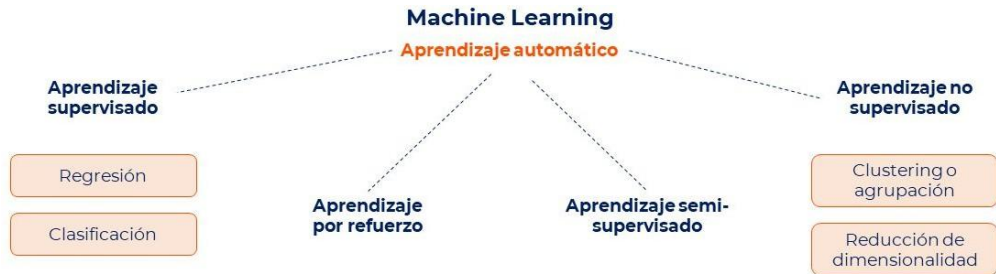 Machine Learning
Aprendizaje automático
Aprendizaje
supervisado
Regresión
Clasificación
Aprendizaje
por refuerzo
Aprendizaje semi-
supervisado
Aprendizaje no
supervisado
Clustering o
agrupación
Reducción de
dimensionalidad